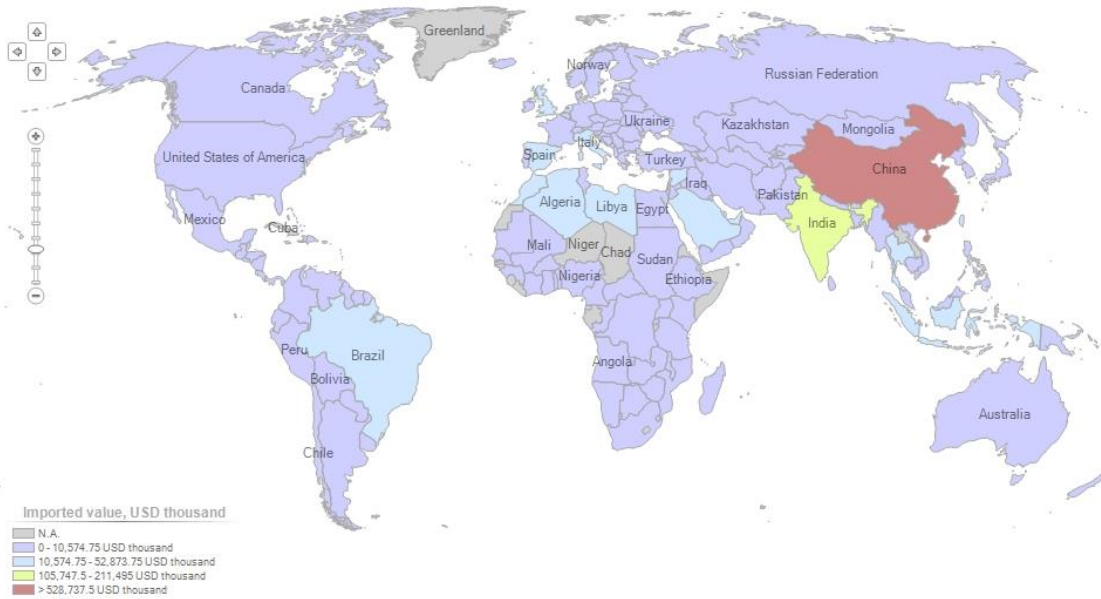 Greenland
Norway
Russian Federation
Canada
Ukraine
Kazakhstan
Mongolia
Italy
Spain
United States of America
Turkey
China
Iraq
Pakistan
Algeria
Libya
Egypt
Mexico
India
Cuba
Niger
Mali
Chad
Sudan
Nigeria
Ethiopia
Peru
Brazil
Angola
Bolivia
Australia
Chile
Imported value, USD thousand
N.A.
0 - 10,574.75 USD thousand
10,574.75 - 52,873.75 USD thousand
105,747.5 - 211,495 USD thousand
> 528,737.5 USD thousand